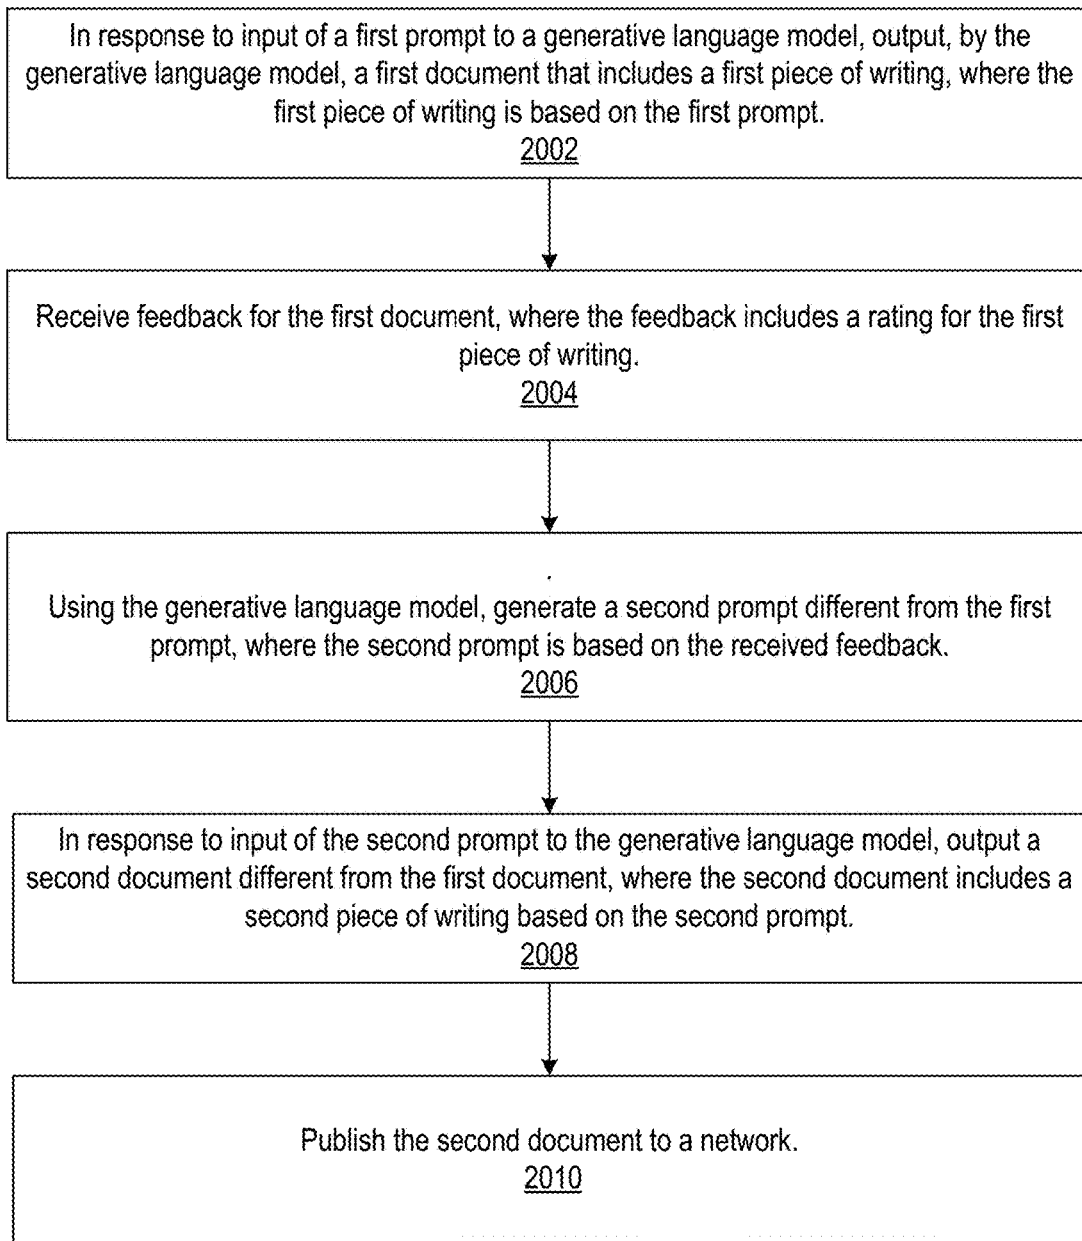 In response to input of a first prompt to a generative language model, output, by the
generative language model, a first document that includes a first piece of writing, where the
first piece of writing is based on the first prompt.
2002
Receive feedback for the first document, where the feedback includes a rating for the first
piece of writing.
2004
Using the generative language model, generate a second prompt different from the first
prompt, where the second prompt is based on the received feedback.
2006
In response to input of the second prompt to the generative language model, output a
second document different from the first document, where the second document includes a
second piece of writing based on the second prompt.
2008
Publish the second document to a network.
2010